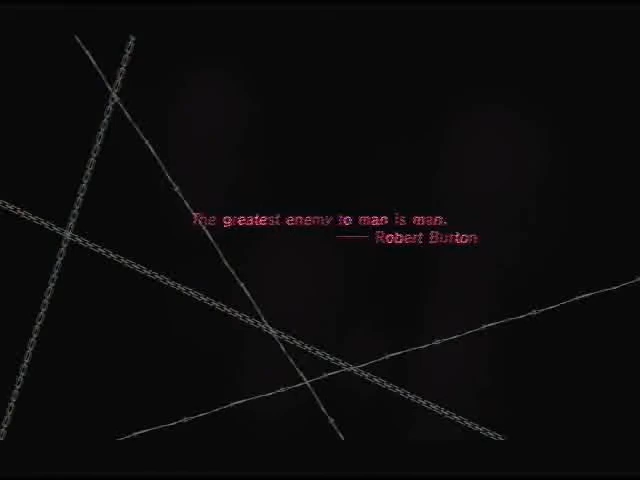 The greatest enemy to man is man.
—— Robert Burton